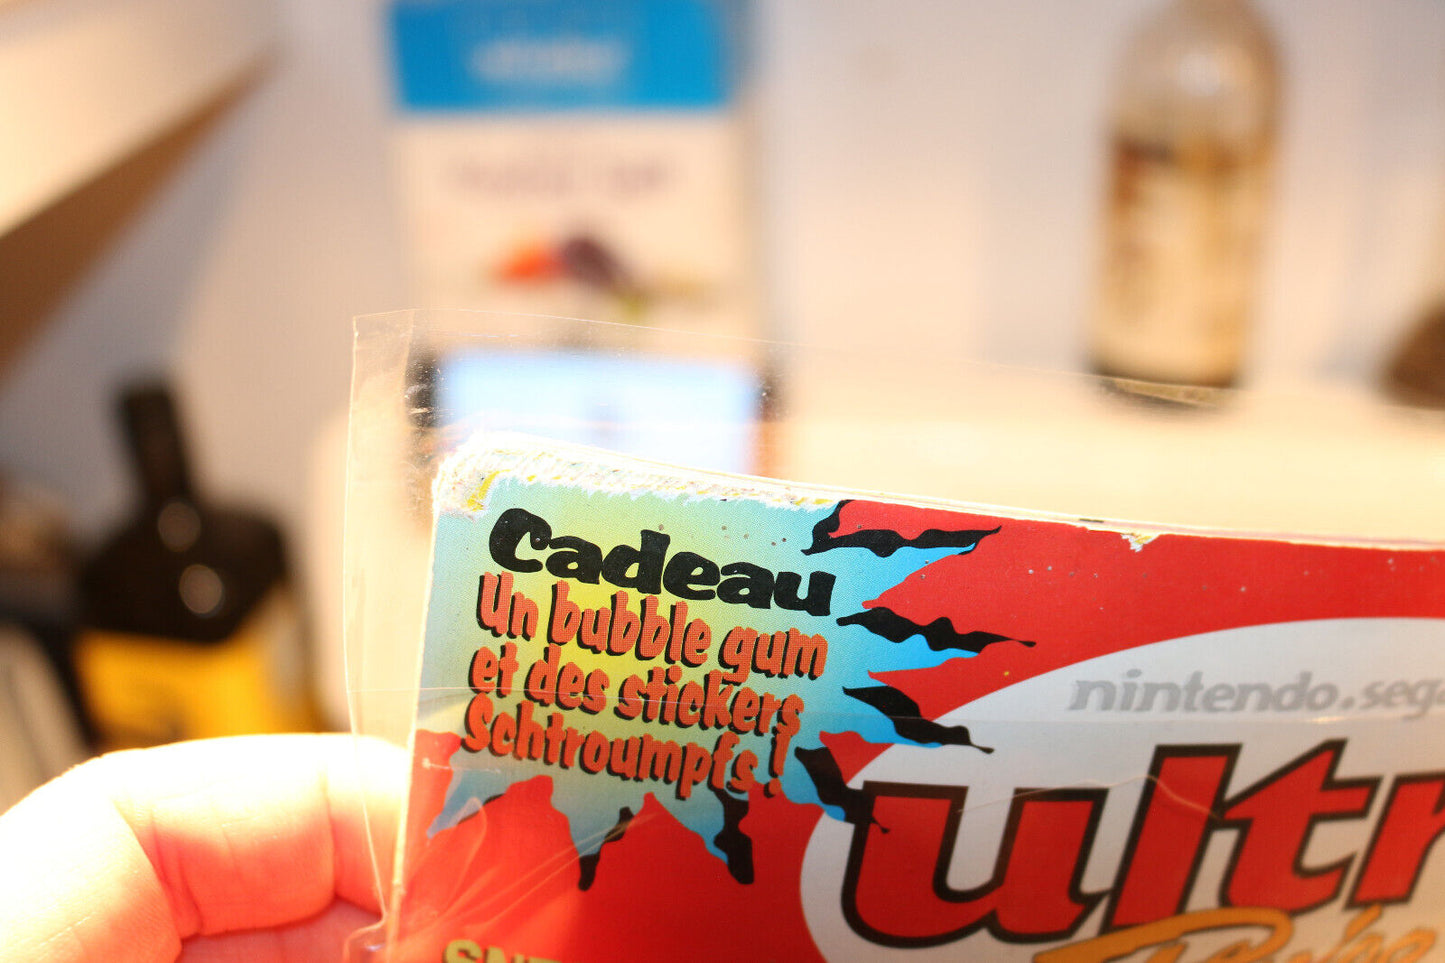 Cadeau
Un bubble gum
et des stickers
Schtroumpfs !
nintendo.sega
ultr